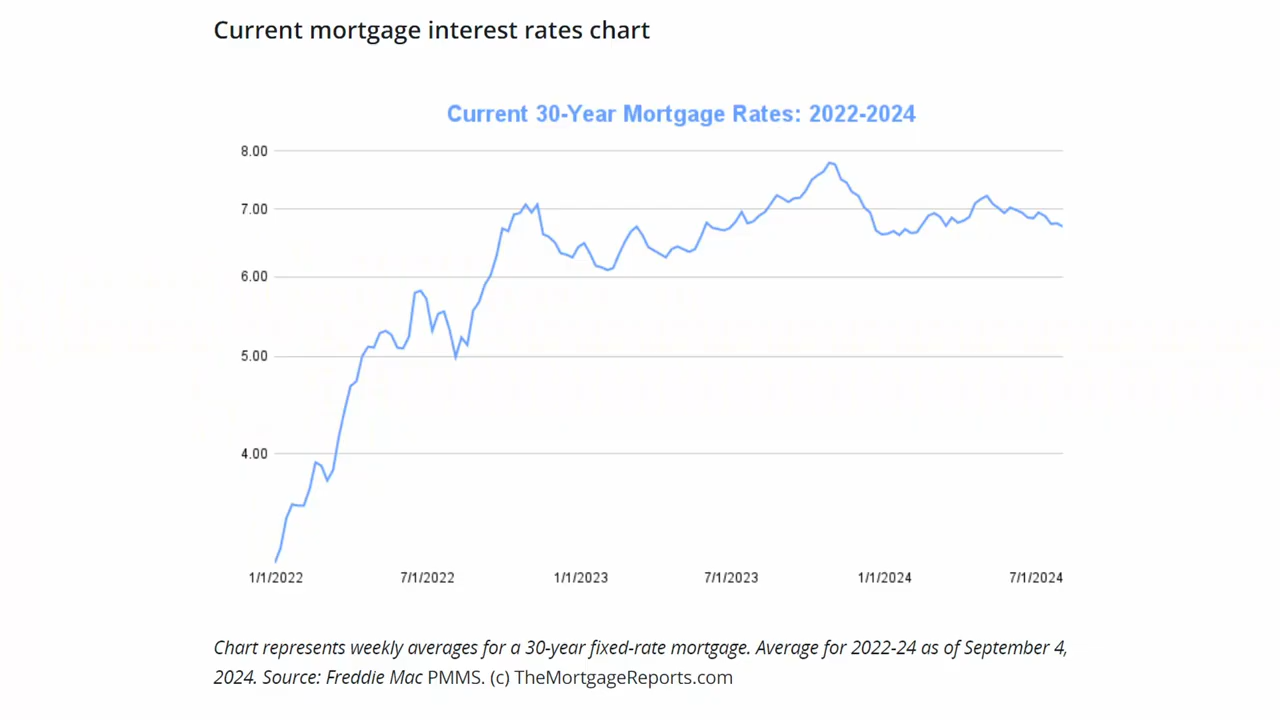 Current mortgage interest rates chart
Current 30-Year Mortgage Rates: 2022-2024
8.00
7.00
6.00
5.00
4.00
1/1/2022 7/1/2022 1/1/2023 7/1/2023 1/1/2024 7/1/2024
Chart represents weekly averages for a 30-year fixed-rate mortgage. Average for 2022-24 as of September 4,
2024. Source: Freddie Mac PMMS. (c) TheMortgageReports.com